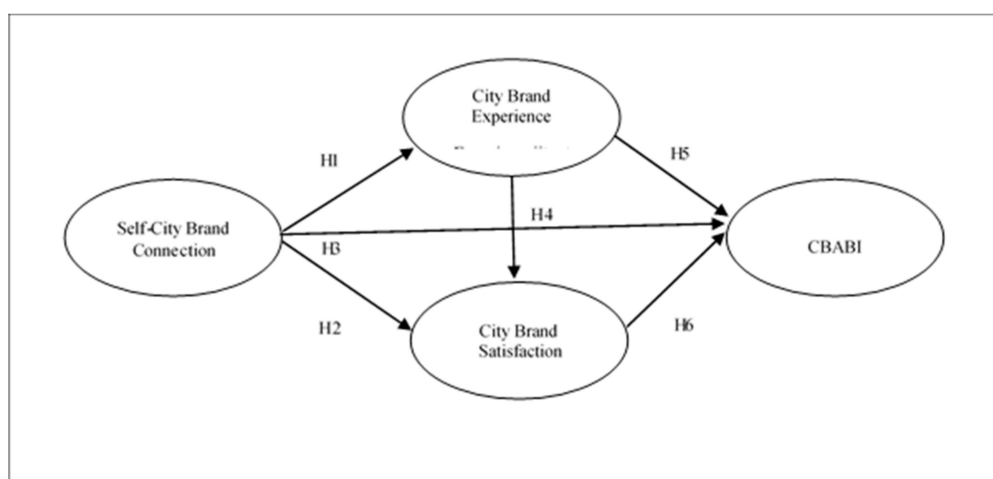 City Brand
Experience
H1
H5
Self-City Brand
Connection
H4
H3
CBABI
H2
City Brand
Satisfaction
H6